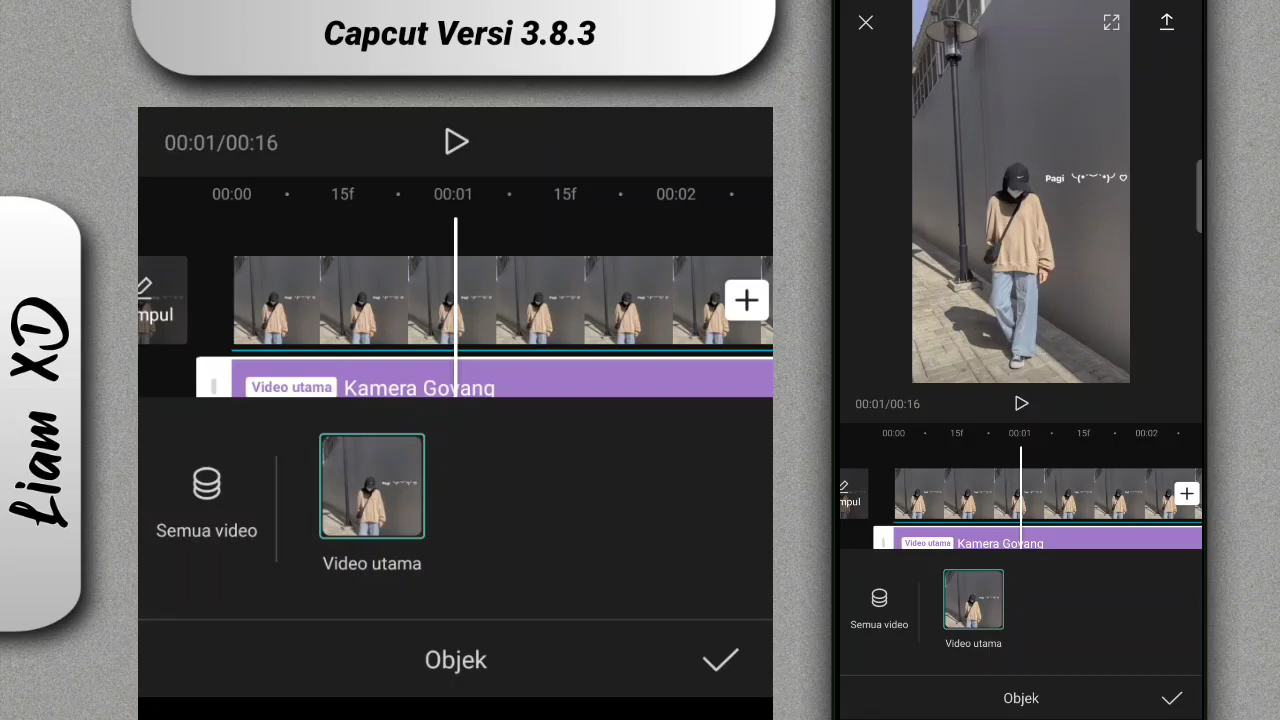 Capcut Versi 3.8.3
Liam XD
00:01/00:16
00:00
15f
00:01
15f
00:02
mpul
Video utama
Kamera Goyang
Semua video
Video utama
Objek
Pagi
00:01/00:16
00:00
15f
00:01
15f
00:02
mpul
Video utama
Kamera Goyang
Semua video
Video utama
Objek